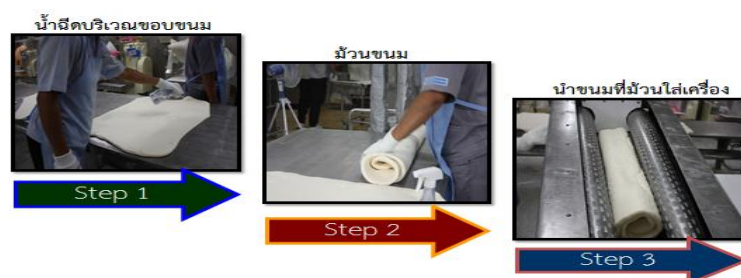 น้ำฉีดบริเวณขอบขนม
Step 1
ม้วนขนม
Step 2
นำขนมที่ม้วนใส่เครื่อง
Step 3